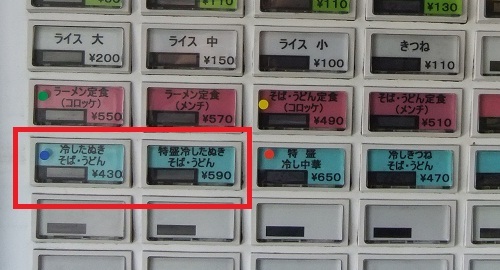 ¥110
¥130
ライス 大
¥200
ライス 中
¥150
ライス 小
¥100
きつね
¥110
ラーメン定食
(コロッケ)
¥550
ラーメン定食
(メンチ)
¥570
そば・うどん定食
(コロッケ)
¥490
そば・うどん定食
(メンチ)
¥510
冷したぬき
そば・うどん
¥430
特盛冷したぬき
そば・うどん
¥590
特 盛
冷し中華
¥650
冷しきつね
そば・うどん
¥470